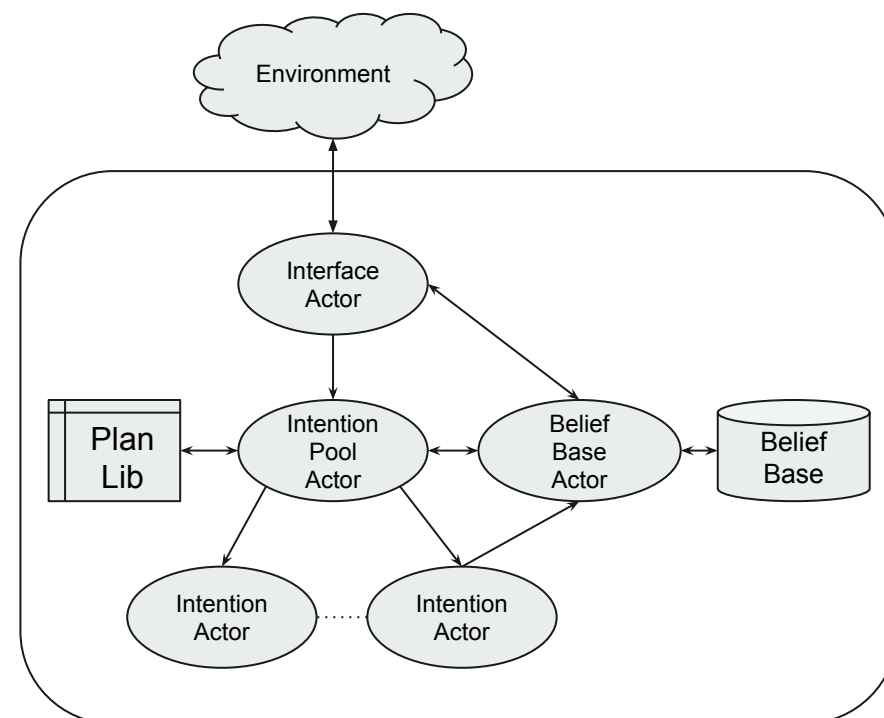 Environment
Interface
Actor
Plan
Lib
Intention
Pool
Actor
Belief
Base
Actor
Belief
Base
Intention
Actor
Intention
Actor